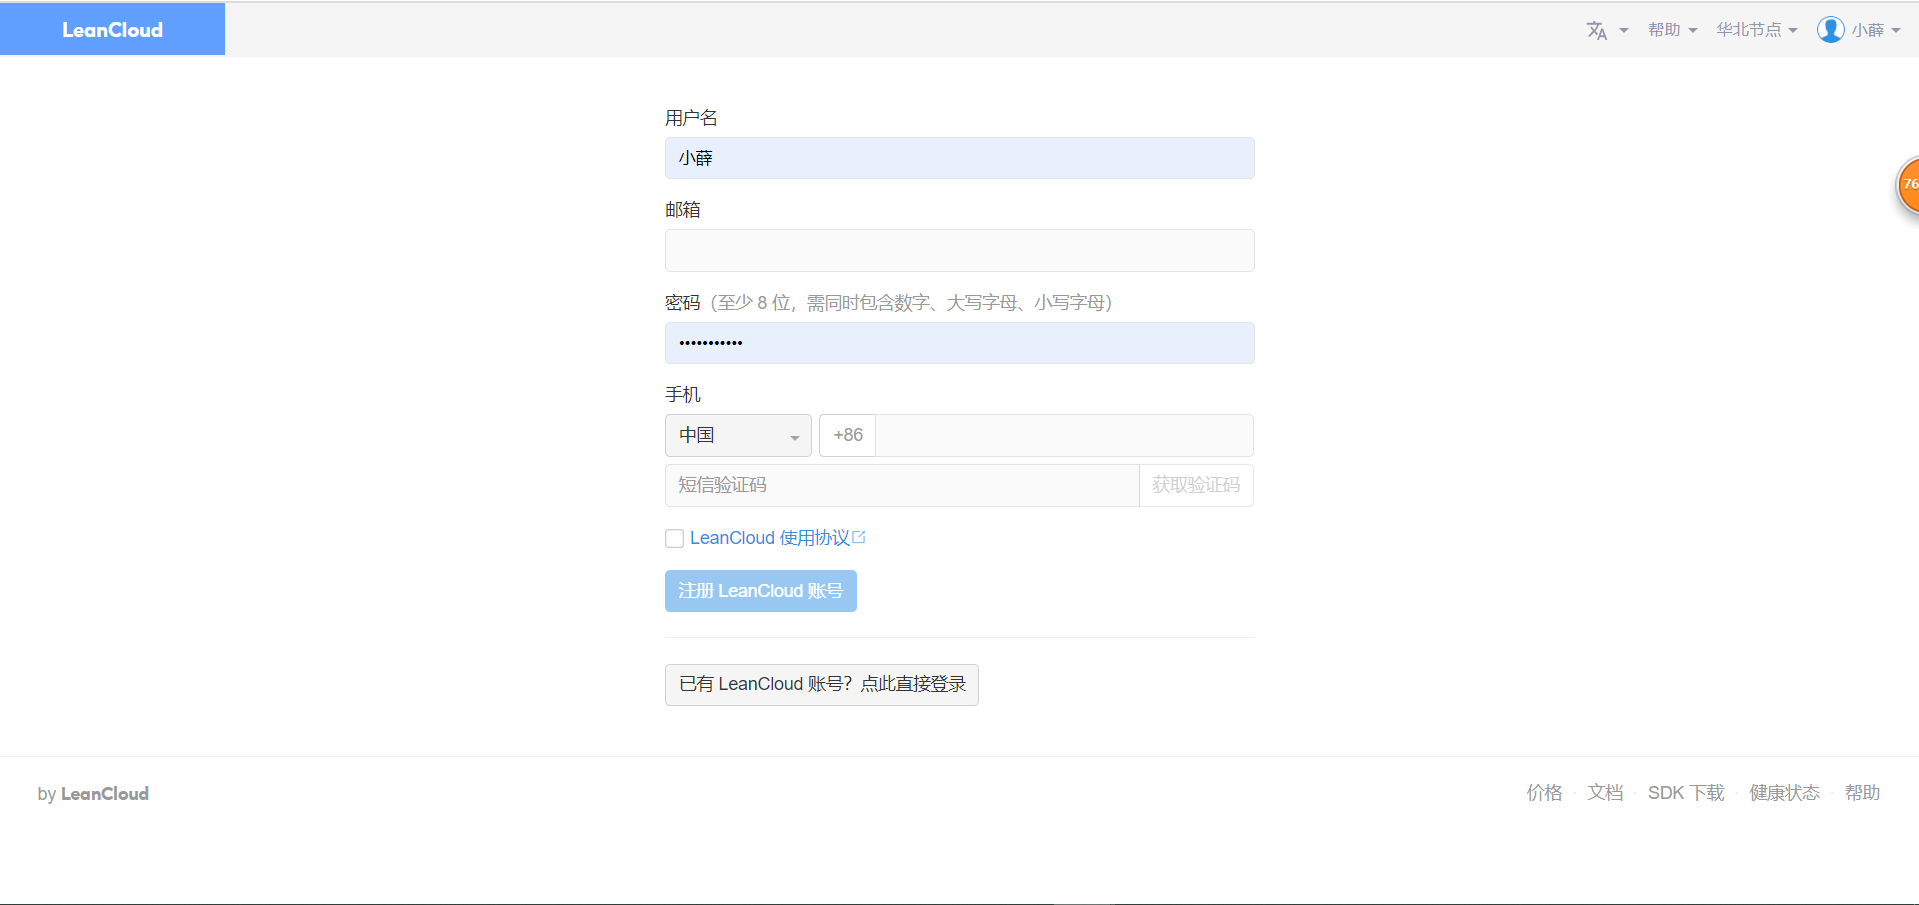 LeanCloud
帮助
华北节点
小薛
76
用户名
小薛
邮箱
密码（至少 8 位，需同时包含数字、大写字母、小写字母）
•••••••••••
手机
中国
+86
短信验证码
获取验证码
LeanCloud 使用协议
注册 LeanCloud 账号
已有 LeanCloud 账号？点此直接登录
by LeanCloud
价格 · 文档 · SDK 下载 · 健康状态 · 帮助